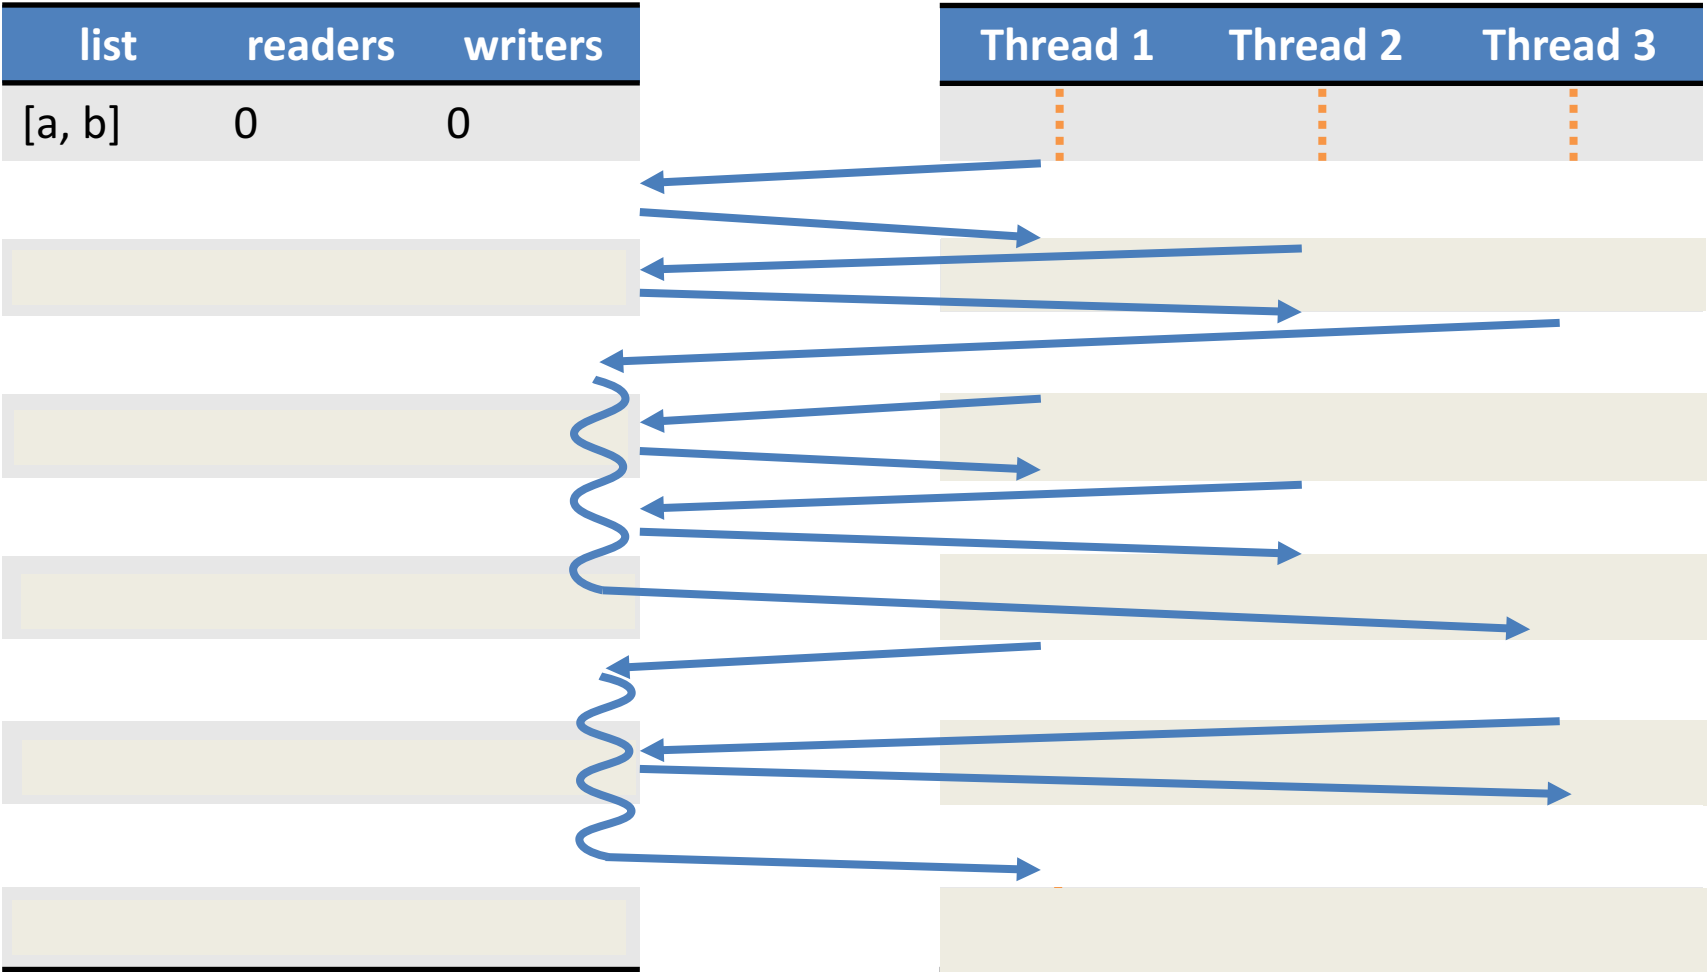 list readers writers
[a, b] 0 0
Thread 1 Thread 2 Thread 3